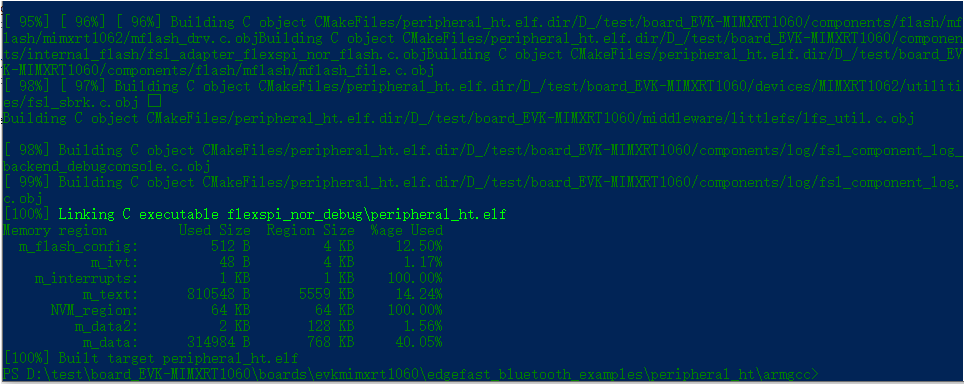 [ 95%] [ 96%] [ 96%] Building C object CMakeFiles/peripheral_ht.elf.dir/D_/test/board_EVK-MIMXRT1060/components/flash/mf
lash/mimxrt1062/mflash_drv.c.objBuilding C object CMakeFiles/peripheral_ht.elf.dir/D_/test/board_EVK-MIMXRT1060/componen
ts/internal_flash/fsl_adapter_flexspi_nor_flash.c.objBuilding C object CMakeFiles/peripheral_ht.elf.dir/D_/test/board_EV
K-MIMXRT1060/components/flash/mflash/mflash_file.c.obj
[ 98%] [ 97%] Building C object CMakeFiles/peripheral_ht.elf.dir/D_/test/board_EVK-MIMXRT1060/devices/MIMXRT1062/utiliti
es/fsl_sbrk.c.obj □
Building C object CMakeFiles/peripheral_ht.elf.dir/D_/test/board_EVK-MIMXRT1060/middleware/littlefs/lfs_util.c.obj
[ 98%] Building C object CMakeFiles/peripheral_ht.elf.dir/D_/test/board_EVK-MIMXRT1060/components/log/fsl_component_log_
backend_debugconsole.c.obj
[ 99%] Building C object CMakeFiles/peripheral_ht.elf.dir/D_/test/board_EVK-MIMXRT1060/components/log/fsl_component_log.
c.obj
[100%] Linking C executable flexspi_nor_debug\peripheral_ht.elf
Memory region Used Size Region Size %age Used
m_flash_config: 512 B 4 KB 12.50%
m_ivt: 48 B 4 KB 1.17%
m_interrupts: 1 KB 1 KB 100.00%
m_text: 810548 B 5559 KB 14.24%
NVM_region: 64 KB 64 KB 100.00%
m_data2: 2 KB 128 KB 1.56%
m_data: 314984 B 768 KB 40.05%
[100%] Built target peripheral_ht.elf
PS D:\test\board_EVK-MIMXRT1060\boards\evkmimxrt1060\edgefast_bluetooth_examples\peripheral_ht\armgcc>